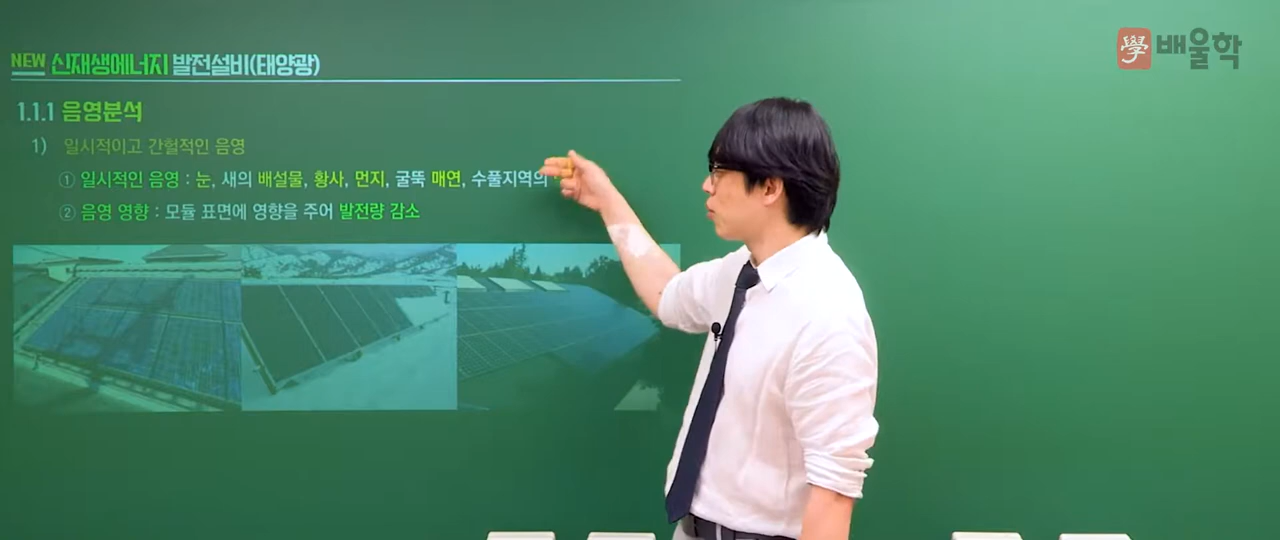 學 배울학
NEW 신재생에너지 발전설비(태양광)
1.1.1 음영분석
1) 일시적이고 간헐적인 음영
① 일시적인 음영 : 눈, 새의 배설물, 황사, 먼지, 굴뚝 매연, 수풀지역의
② 음영 영향 : 모듈 표면에 영향을 주어 발전량 감소